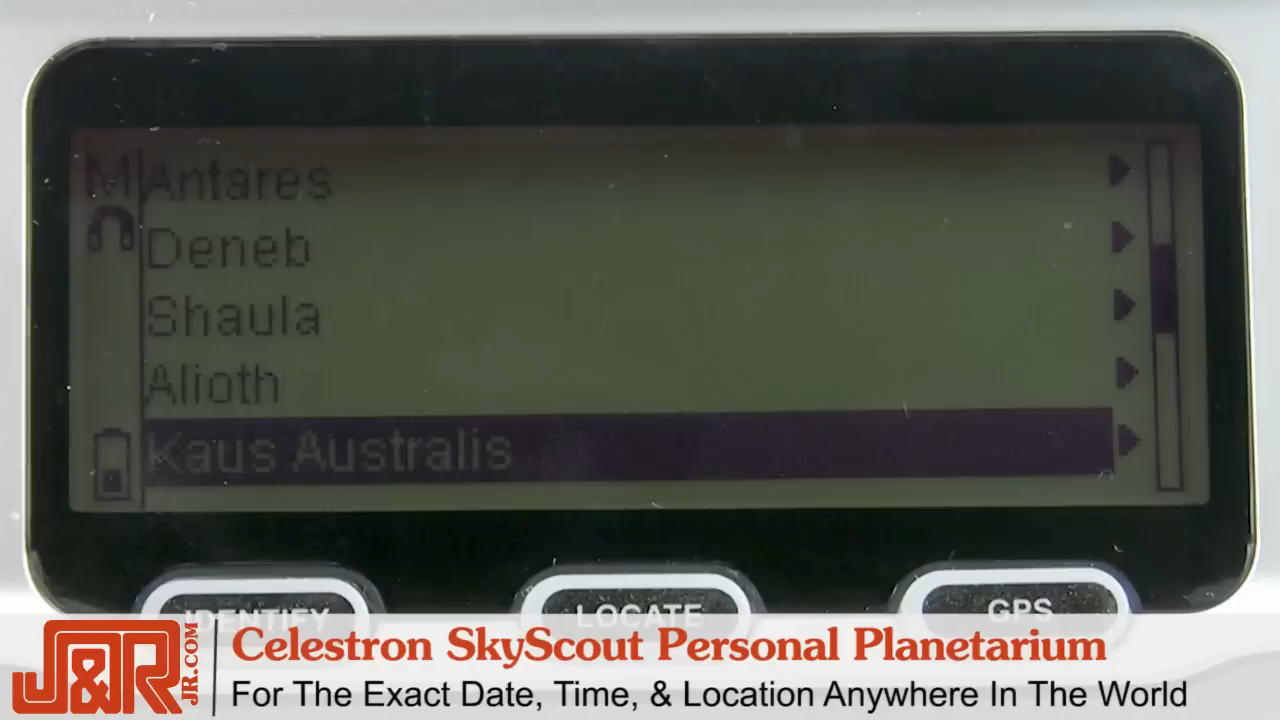 M Antares
Deneb
Shaula
Alioth
Kaus Australis
IDENTIFY
LOCATE
GPS
J&R
JR.COM
Celestron SkyScout Personal Planetarium
For The Exact Date, Time, & Location Anywhere In The World